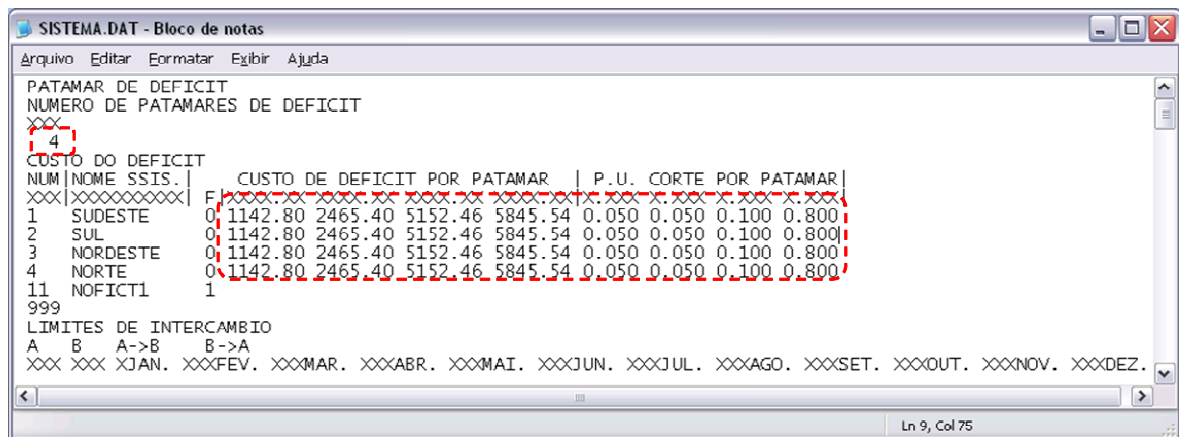 SISTEMA.DAT - Bloco de notas
Arquivo Editar Formatar Exibir Ajuda
PATAMAR DE DEFICIT
NUMERO DE PATAMARES DE DEFICIT
XXX
4
CUSTO DO DEFICIT
NUM|NOME SSIS.| CUSTO DE DEFICIT POR PATAMAR | P.U. CORTE POR PATAMAR|
XXX|XXXXXXXXXX| F|XXXX.XX XXXX.XX XXXX.XX XXXX.XX|X.XXX X.XXX X.XXX X.XXX|
1 SUDESTE 0 1142.80 2465.40 5152.46 5845.54 0.050 0.050 0.100 0.800
2 SUL 0 1142.80 2465.40 5152.46 5845.54 0.050 0.050 0.100 0.800
3 NORDESTE 0 1142.80 2465.40 5152.46 5845.54 0.050 0.050 0.100 0.800
4 NORTE 0 1142.80 2465.40 5152.46 5845.54 0.050 0.050 0.100 0.800
11 NOFICT1 1
999
LIMITES DE INTERCAMBIO
A B A->B B->A
XXX XXX XJAN. XXXFEV. XXXMAR. XXXABR. XXXMAI. XXXJUN. XXXJUL. XXXAGO. XXXSET. XXXOUT. XXXNOV. XXXDEZ.
Ln 9, Col 75